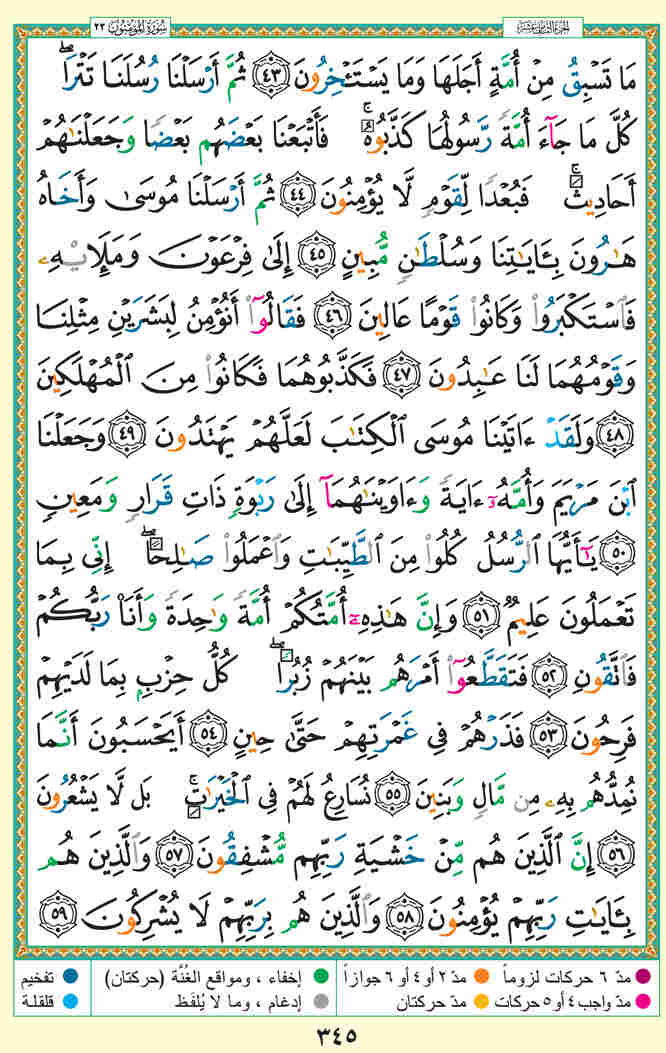 سُورَةُ المُؤْمِنُون ٢٣
الجزء الثامن عشر
مَا تَسۡبِقُ مِنۡ أُمَّةٍ أَجَلَهَا وَمَا يَسۡتَـٔۡخِرُونَ ٤٣ ثُمَّ أَرۡسَلۡنَا رُسُلَنَا تَتۡرَاۖ
كُلَّ مَا جَآءَ أُمَّةٗ رَّسُولُهَا كَذَّبُوهُۚ فَأَتۡبَعۡنَا بَعۡضَهُم بَعۡضٗا وَجَعَلۡنَٰهُمۡ
أَحَادِيثَۚ فَبُعۡدٗا لِّقَوۡمٖ لَّا يُؤۡمِنُونَ ٤٤ ثُمَّ أَرۡسَلۡنَا مُوسَىٰ وَأَخَاهُ
هَٰرُونَ بِـَٔايَٰتِنَا وَسُلۡطَٰنٖ مُّبِينٍ ٤٥ إِلَىٰ فِرۡعَوۡنَ وَمَلَإِيْهِۦ
فَٱسۡتَكۡبَرُواْ وَكَانُواْ قَوۡمًا عَالِينَ ٤٦ فَقَالُوٓاْ أَنُؤۡمِنُ لِبَشَرَيۡنِ مِثۡلِنَا
وَقَوۡمُهُمَا لَنَا عَٰبِدُونَ ٤٧ فَكَذَّبُوهُمَا فَكَانُواْ مِنَ ٱلۡمُهۡلَكِينَ
٤٨ وَلَقَدۡ ءَاتَيۡنَا مُوسَى ٱلۡكِتَٰبَ لَعَلَّهُمۡ يَهۡتَدُونَ ٤٩ وَجَعَلۡنَا
ٱبۡنَ مَرۡيَمَ وَأُمَّهُۥٓ ءَايَةٗ وَءَاوَيۡنَٰهُمَآ إِلَىٰ رَبۡوَةٖ ذَاتِ قَرَارٖ وَمَعِينٖ
٥٠ يَٰٓأَيُّهَا ٱلرُّسُلُ كُلُواْ مِنَ ٱلطَّيِّبَٰتِ وَٱعۡمَلُواْ صَٰلِحًاۖ إِنِّي بِمَا
تَعۡمَلُونَ عَلِيمٞ ٥١ وَإِنَّ هَٰذِهِۦٓ أُمَّتُكُمۡ أُمَّةٗ وَٰحِدَةٗ وَأَنَا۠ رَبُّكُمۡ
فَٱتَّقُونِ ٥٢ فَتَقَطَّعُوٓاْ أَمۡرَهُم بَيۡنَهُمۡ زُبُرٗاۖ كُلُّ حِزۡبِۭ بِمَا لَدَيۡهِمۡ
فَرِحُونَ ٥٣ فَذَرۡهُمۡ فِي غَمۡرَتِهِمۡ حَتَّىٰ حِينٍ ٥٤ أَيَحۡسَبُونَ أَنَّمَا
نُمِدُّهُم بِهِۦ مِن مَّالٖ وَبَنِينَ ٥٥ نُسَارِعُ لَهُمۡ فِي ٱلۡخَيۡرَٰتِۚ بَل لَّا يَشۡعُرُونَ
٥٦ إِنَّ ٱلَّذِينَ هُم مِّنۡ خَشۡيَةِ رَبِّهِم مُّشۡفِقُونَ ٥٧ وَٱلَّذِينَ هُم
بِـَٔايَٰتِ رَبِّهِمۡ يُؤۡمِنُونَ ٥٨ وَٱلَّذِينَ هُم بِرَبِّهِمۡ لَا يُشۡرِكُونَ ٥٩
مدّ ٦ حركات لزوماً مدّ ٢ أو ٤ أو ٦ جوازاً إخفاء ، ومواقع الغُنَّة (حركتان) تفخيم
مدّ واجب ٤ أو ٥ حركات مدّ حركتان إدغام ، وما لا يُلفَظ قلقلة
٣٤٥